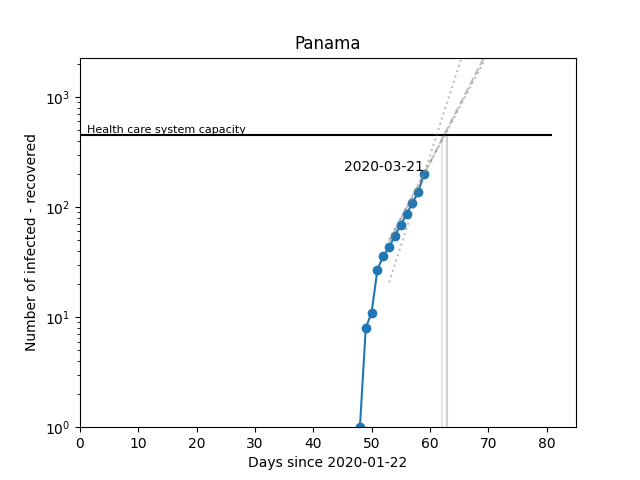 Panama
10³
Health care system capacity
2020-03-21
10²
10¹
10⁰
Number of infected - recovered
0 10 20 30 40 50 60 70 80
Days since 2020-01-22